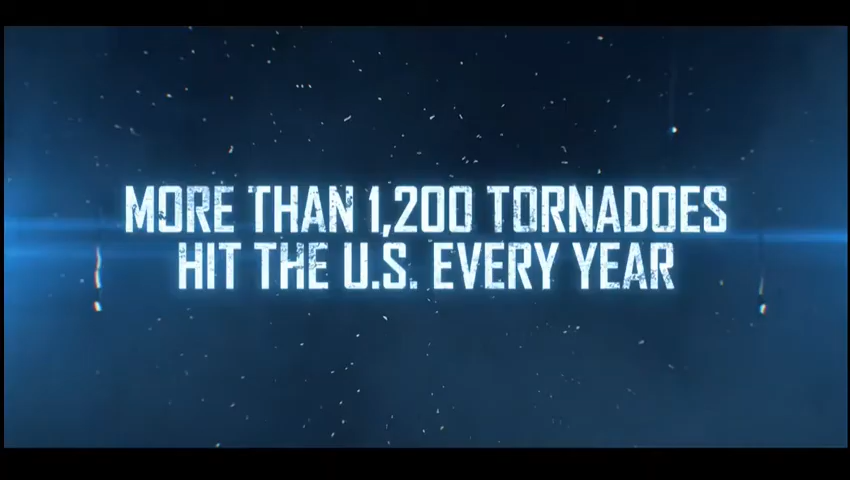 MORE THAN 1,200 TORNADOES
HIT THE U.S. EVERY YEAR